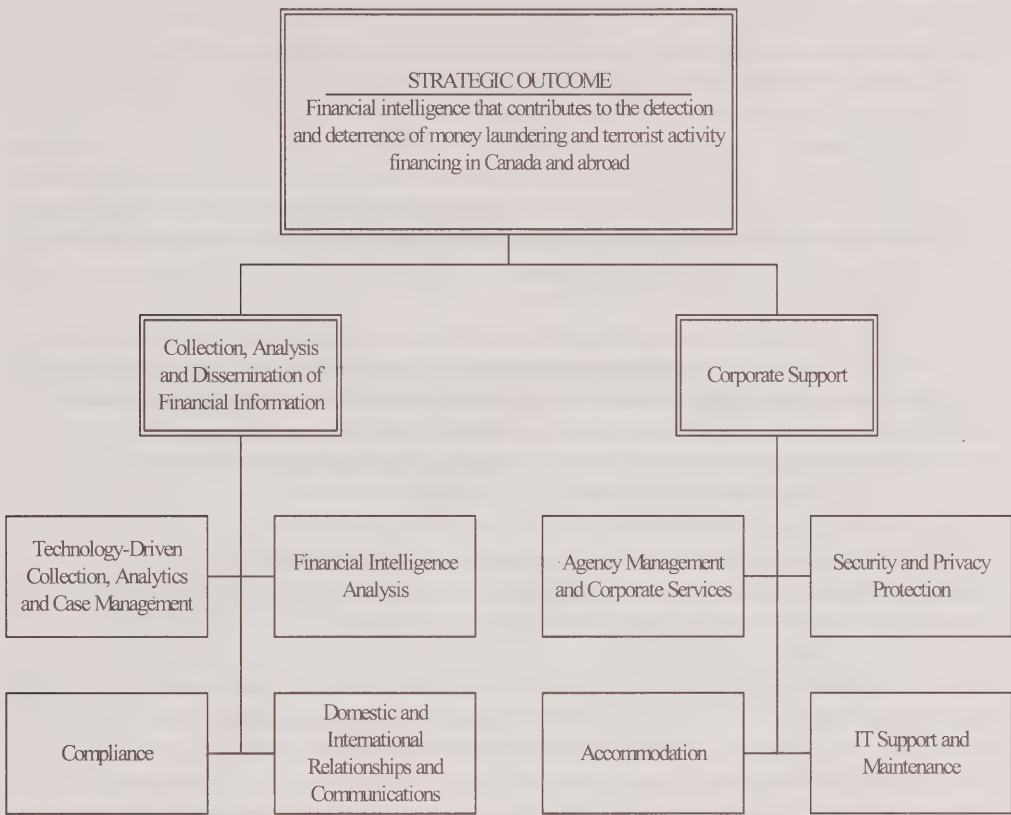 STRATEGIC OUTCOME
Financial intelligence that contributes to the detection
and deterrence of money laundering and terrorist activity
financing in Canada and abroad
Collection, Analysis
and Dissemination of
Financial Information
Corporate Support
Technology-Driven
Collection, Analytics
and Case Management
Financial Intelligence
Analysis
Agency Management
and Corporate Services
Security and Privacy
Protection
Compliance
Domestic and
International
Relationships and
Communications
Accommodation
IT Support and
Maintenance